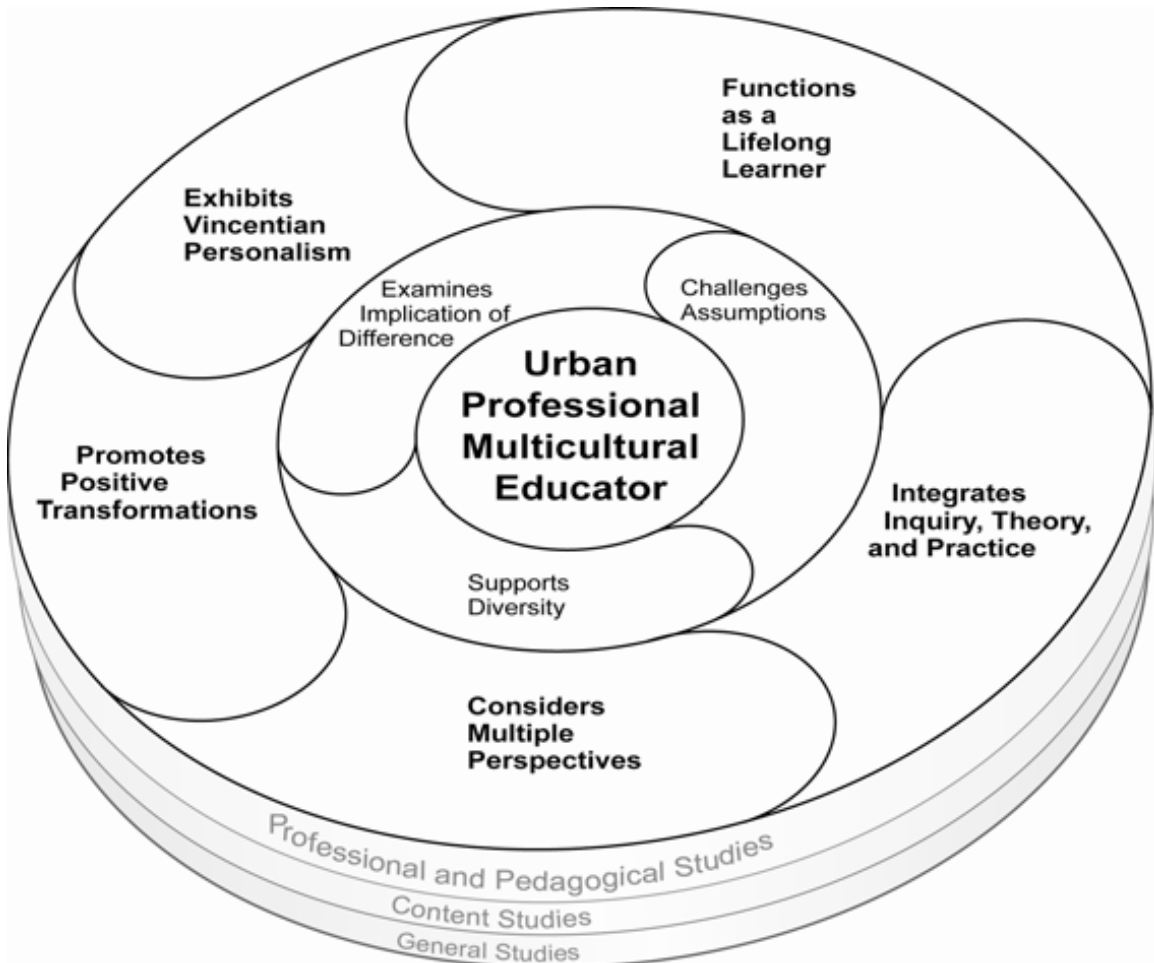 Functions
as a
Lifelong
Learner
Exhibits
Vincentian
Personalism
Examines
Implication of
Difference
Challenges
Assumptions
Urban
Professional
Multicultural
Educator
Promotes
Positive
Transformations
Integrates
Inquiry, Theory,
and Practice
Supports
Diversity
Considers
Multiple
Perspectives
Professional and Pedagogical Studies
Content Studies
General Studies